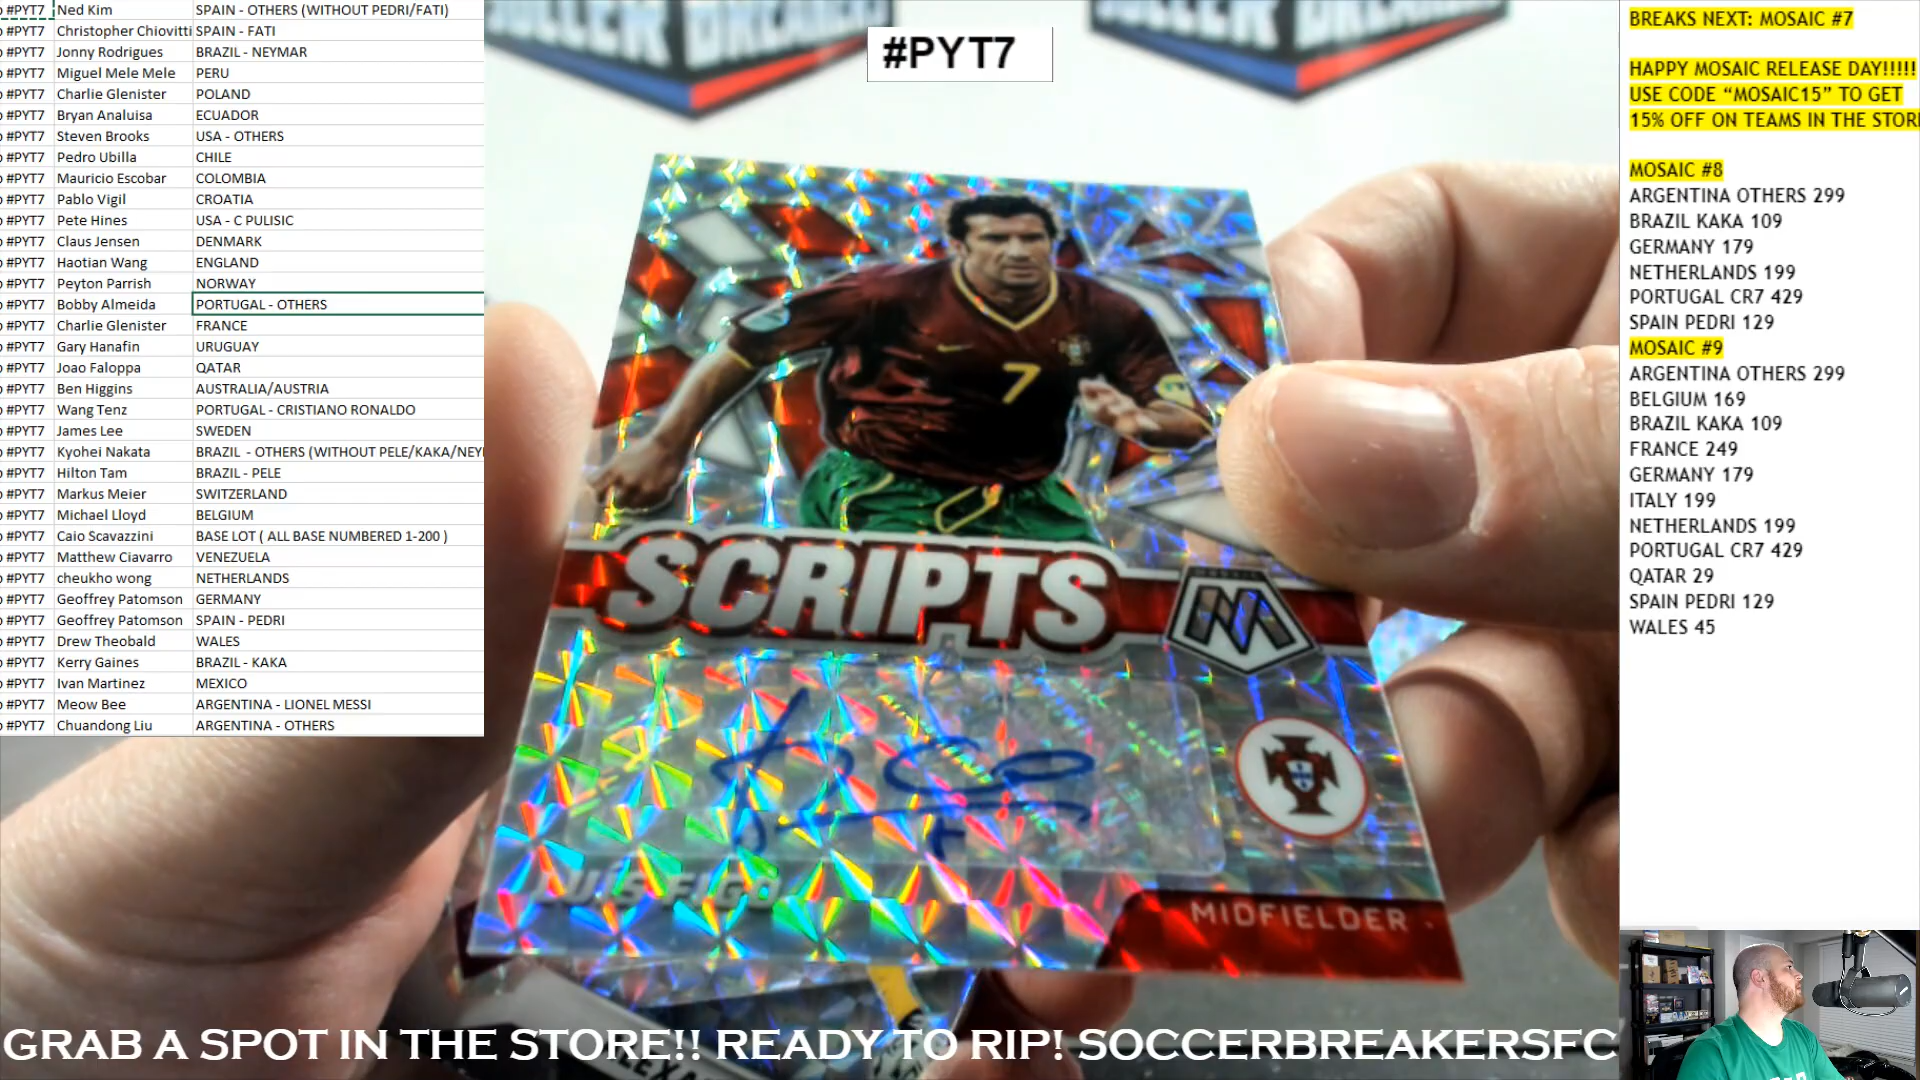 #PYT7 Ned Kim SPAIN - OTHERS (WITHOUT PEDRI/FATI)
#PYT7 Christopher Chiovitti SPAIN - FATI
#PYT7 Jonny Rodrigues BRAZIL - NEYMAR
#PYT7 Miguel Mele Mele PERU
#PYT7 Charlie Glenister POLAND
#PYT7 Bryan Analuisa ECUADOR
#PYT7 Steven Brooks USA - OTHERS
#PYT7 Pedro Ubilla CHILE
#PYT7 Mauricio Escobar COLOMBIA
#PYT7 Pablo Vigil CROATIA
#PYT7 Pete Hines USA - C PULISIC
#PYT7 Claus Jensen DENMARK
#PYT7 Haotian Wang ENGLAND
#PYT7 Peyton Parrish NORWAY
#PYT7 Bobby Almeida PORTUGAL - OTHERS
#PYT7 Charlie Glenister FRANCE
#PYT7 Gary Hanafin URUGUAY
#PYT7 Joao Faloppa QATAR
#PYT7 Ben Higgins AUSTRALIA/AUSTRIA
#PYT7 Wang Tenz PORTUGAL - CRISTIANO RONALDO
#PYT7 James Lee SWEDEN
#PYT7 Kyohei Nakata BRAZIL - OTHERS (WITHOUT PELE/KAKA/NEY
#PYT7 Hilton Tam BRAZIL - PELE
#PYT7 Markus Meier SWITZERLAND
#PYT7 Michael Lloyd BELGIUM
#PYT7 Caio Scavazzini BASE LOT ( ALL BASE NUMBERED 1-200 )
#PYT7 Matthew Ciavarro VENEZUELA
#PYT7 cheukho wong NETHERLANDS
#PYT7 Geoffrey Patomson GERMANY
#PYT7 Geoffrey Patomson SPAIN - PEDRI
#PYT7 Drew Theobald WALES
#PYT7 Kerry Gaines BRAZIL - KAKA
#PYT7 Ivan Martinez MEXICO
#PYT7 Meow Bee ARGENTINA - LIONEL MESSI
#PYT7 Chuandong Liu ARGENTINA - OTHERS
SOCCER BREAKERS
#PYT7
7
SCRIPTS
MOSAIC
M
LUÍS FIGO
MIDFIELDER
BREAKS NEXT: MOSAIC #7
HAPPY MOSAIC RELEASE DAY!!!!!
USE CODE “MOSAIC15” TO GET
15% OFF ON TEAMS IN THE STORE
MOSAIC #8
ARGENTINA OTHERS 299
BRAZIL KAKA 109
GERMANY 179
NETHERLANDS 199
PORTUGAL CR7 429
SPAIN PEDRI 129
MOSAIC #9
ARGENTINA OTHERS 299
BELGIUM 169
BRAZIL KAKA 109
FRANCE 249
GERMANY 179
ITALY 199
NETHERLANDS 199
PORTUGAL CR7 429
QATAR 29
SPAIN PEDRI 129
WALES 45
GRAB A SPOT IN THE STORE!! READY TO RIP! SOCCERBREAKERSFC